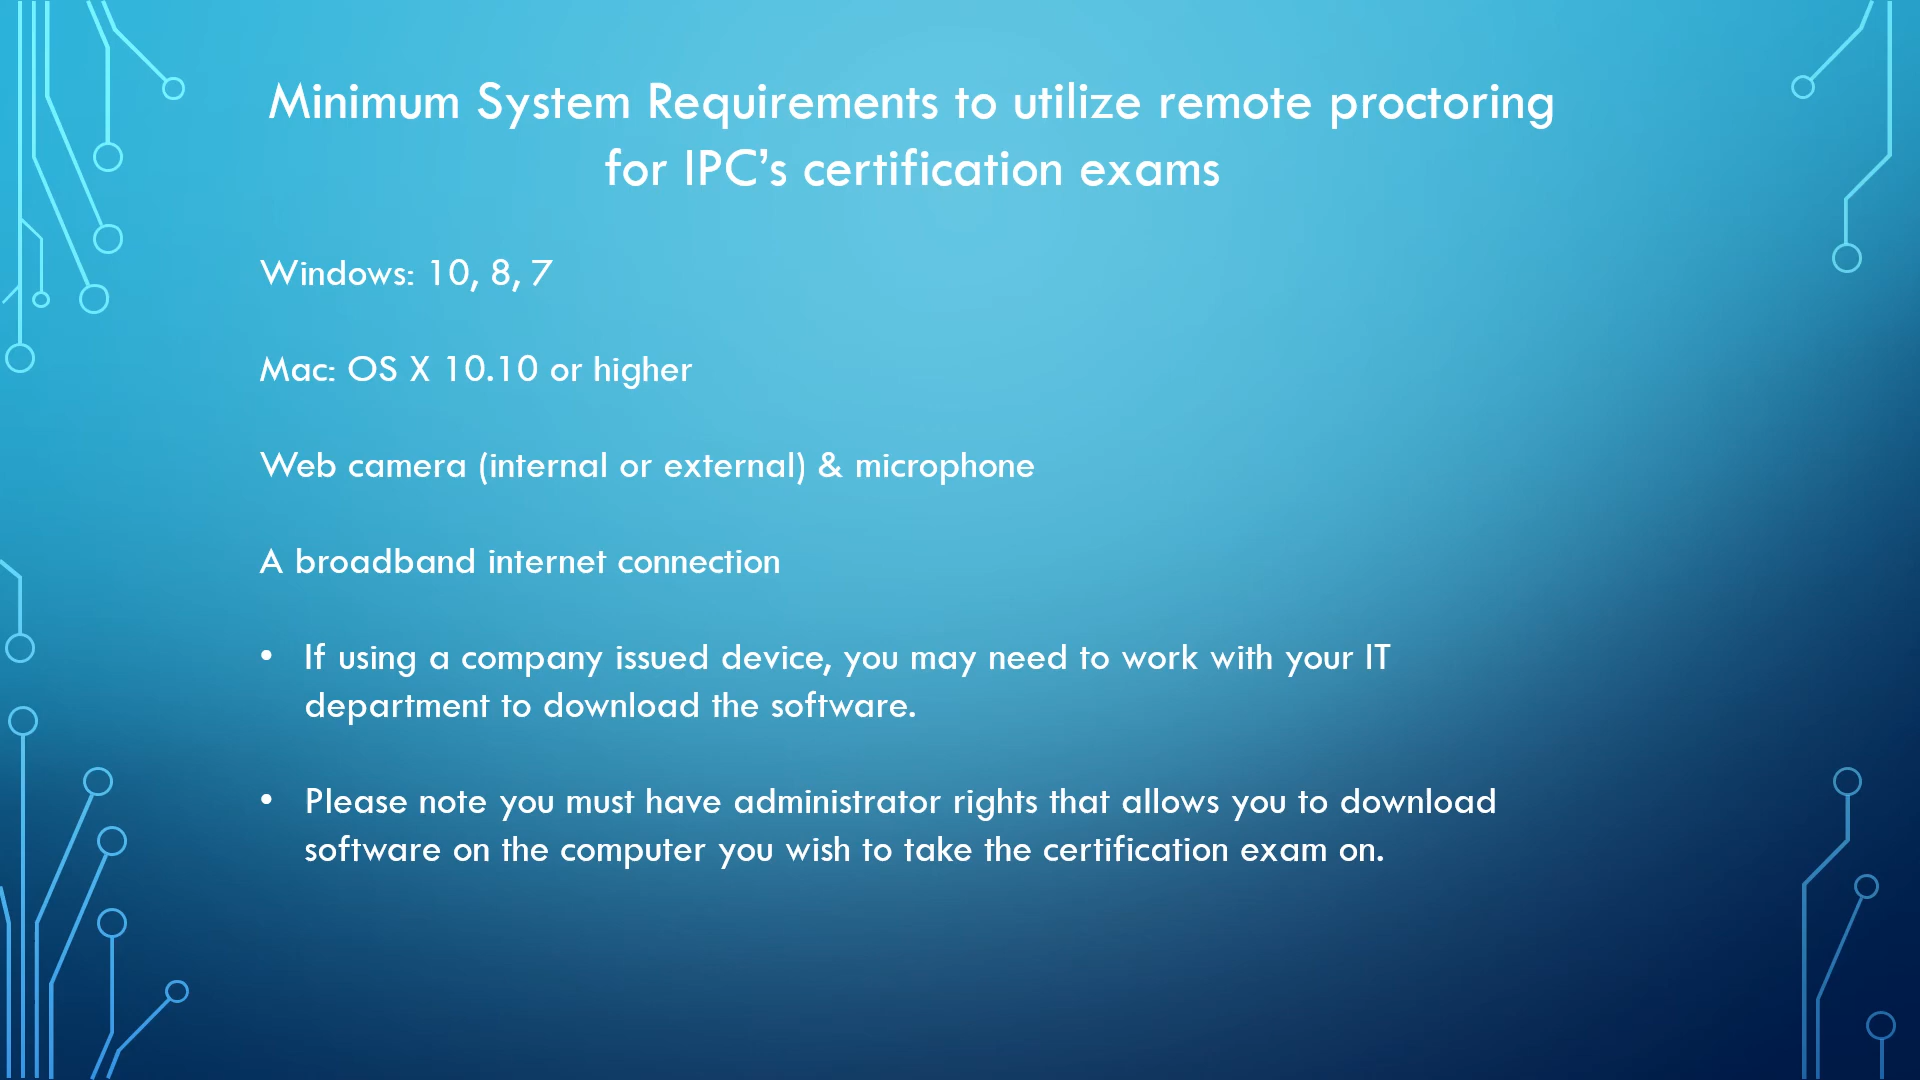 Minimum System Requirements to utilize remote proctoring
for IPC’s certification exams
Windows: 10, 8, 7
Mac: OS X 10.10 or higher
Web camera (internal or external) & microphone
A broadband internet connection
• If using a company issued device, you may need to work with your IT
department to download the software.
• Please note you must have administrator rights that allows you to download
software on the computer you wish to take the certification exam on.